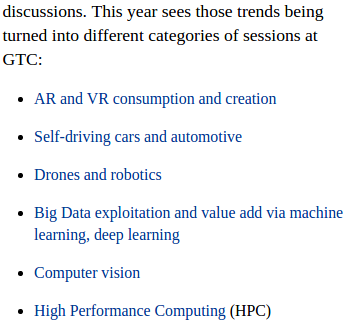 discussions. This year sees those trends being
turned into different categories of sessions at
GTC:
• AR and VR consumption and creation
• Self-driving cars and automotive
• Drones and robotics
• Big Data exploitation and value add via machine
learning, deep learning
• Computer vision
• High Performance Computing (HPC)